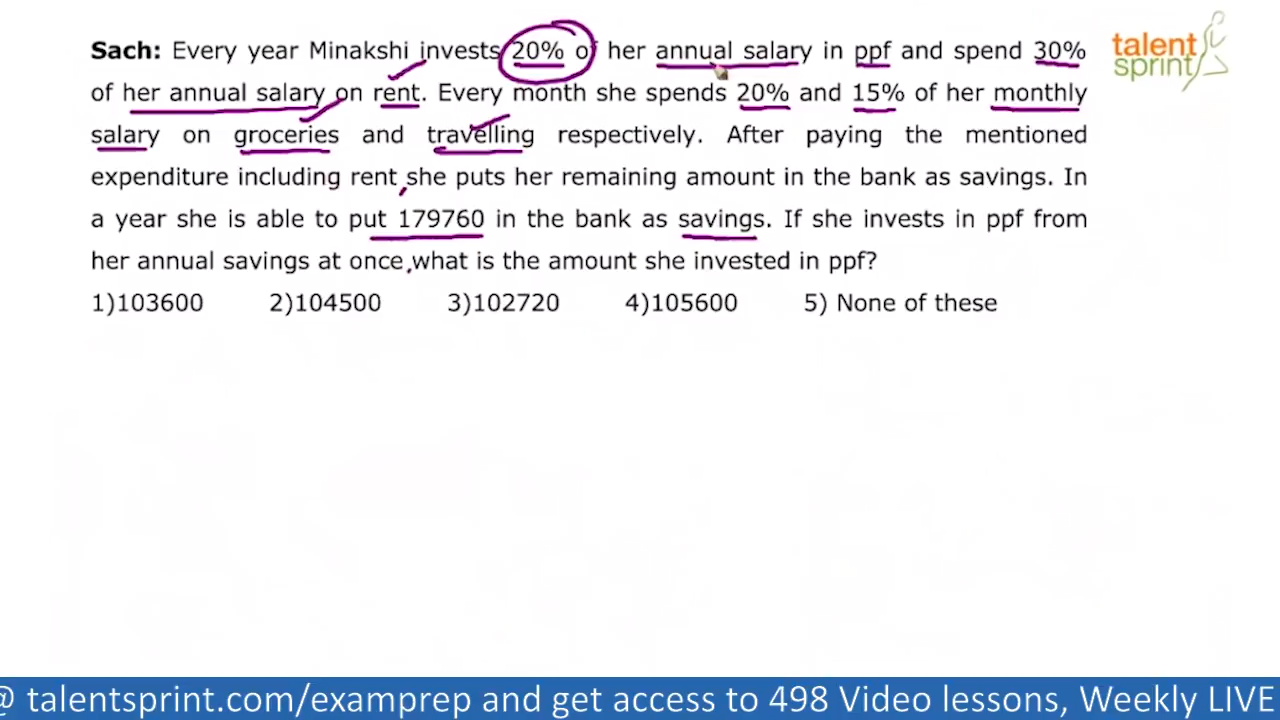 Sach: Every year Minakshi invests 20% of her annual salary in ppf and spend 30%
of her annual salary on rent. Every month she spends 20% and 15% of her monthly
salary on groceries and travelling respectively. After paying the mentioned
expenditure including rent,she puts her remaining amount in the bank as savings. In
a year she is able to put 179760 in the bank as savings. If she invests in ppf from
her annual savings at once,what is the amount she invested in ppf?
1)103600 2)104500 3)102720 4)105600 5) None of these
talent
sprint
@ talentsprint.com/examprep and get access to 498 Video lessons, Weekly LIVE